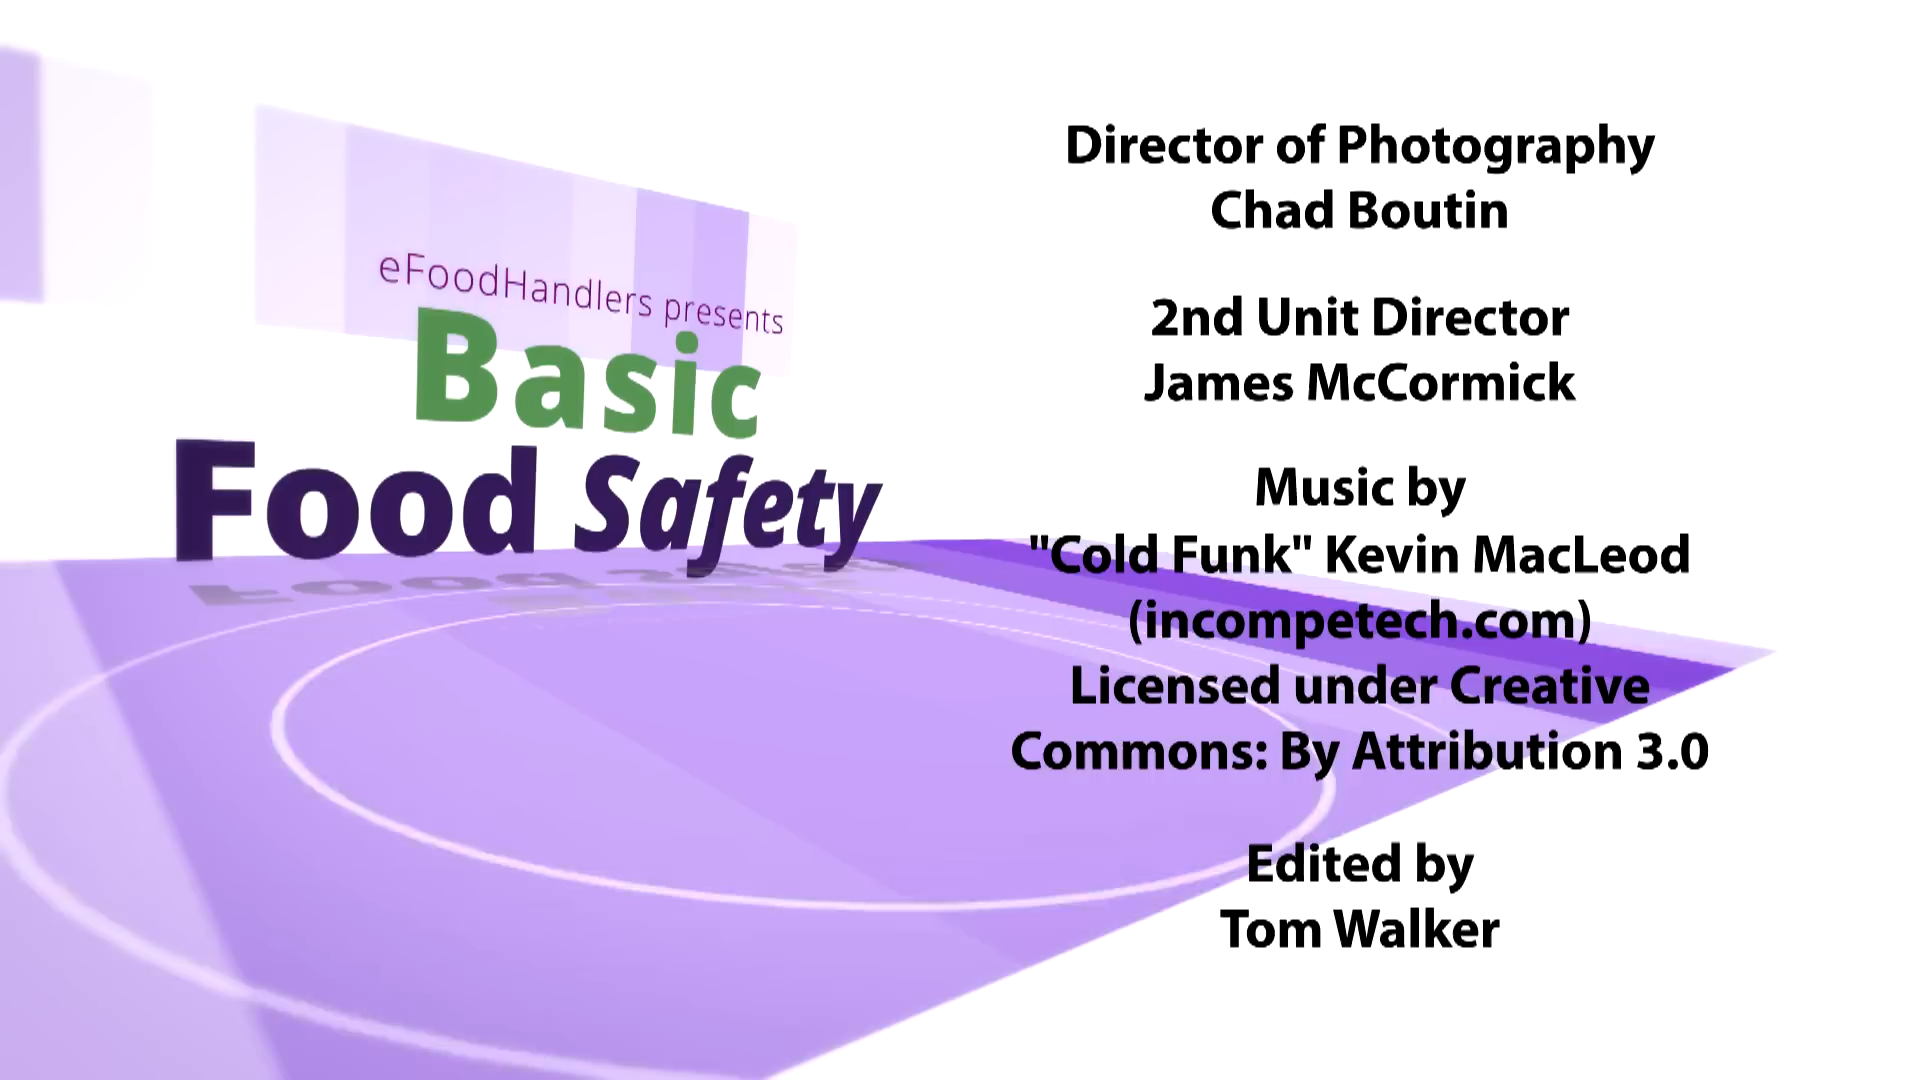 eFoodHandlers presents
Basic
Food Safety
Director of Photography
Chad Boutin
2nd Unit Director
James McCormick
Music by
"Cold Funk" Kevin MacLeod
(incompetech.com)
Licensed under Creative
Commons: By Attribution 3.0
Edited by
Tom Walker